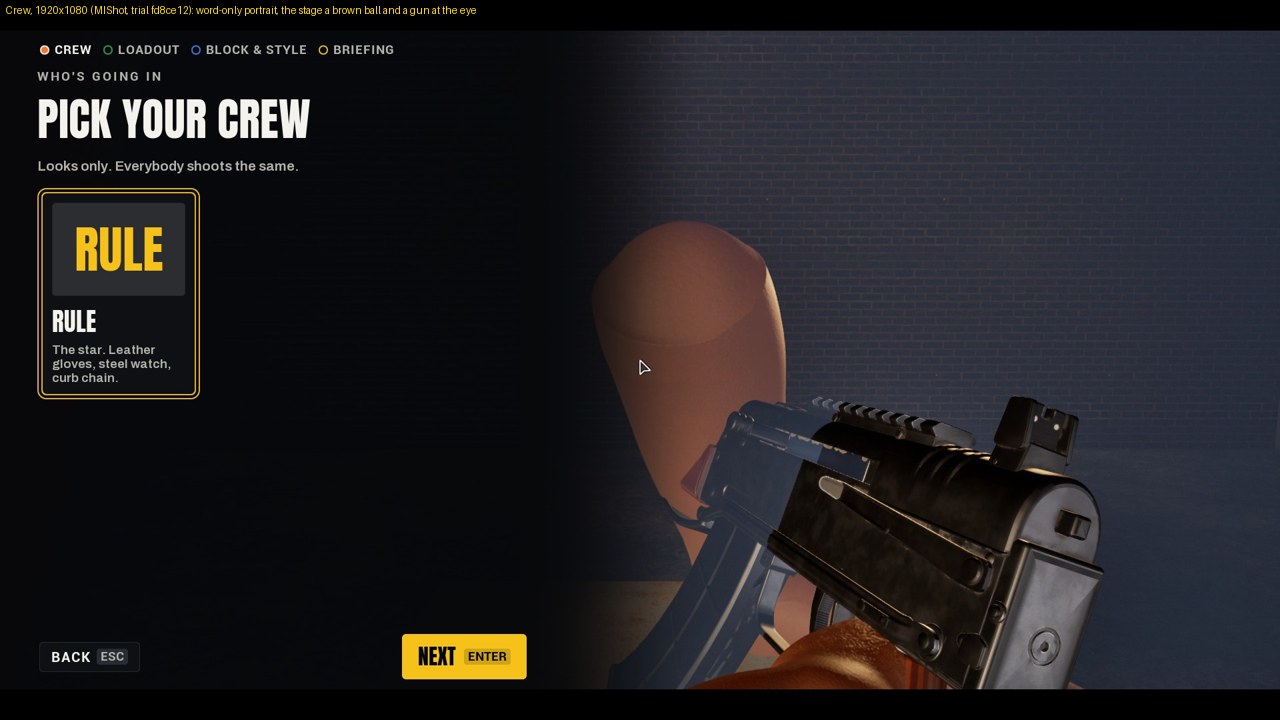 Crew, 1920x1080 (MIShot, trial fd8ce12): word-only portrait, the stage a brown ball and a gun at the eye
CREW LOADOUT BLOCK & STYLE BRIEFING
WHO'S GOING IN
PICK YOUR CREW
Looks only. Everybody shoots the same.
RULE
RULE
The star. Leather
gloves, steel watch,
curb chain.
BACK ESC
NEXT ENTER